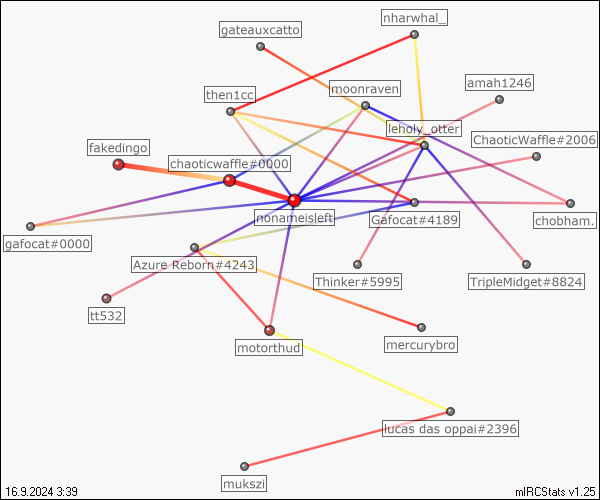 nharwhal_
gateauxcatto
amah1246
moonraven
then1cc
leholy_otter
ChaoticWaffle#2006
fakedingo
chaoticwaffle#0000
nonameisleft
Gafocat#4189
chobham.
gafocat#0000
Azure Reborn#4243
Thinker#5995
TripleMidget#8824
tt532
motorthud
mercurybro
lucas das oppai#2396
mukszi
16.9.2024 3:39
mIRCStats v1.25